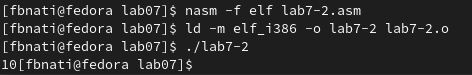 [fbnati@fedora lab07]$ nasm -f elf lab7-2.asm
[fbnati@fedora lab07]$ ld -m elf_i386 -o lab7-2 lab7-2.o
[fbnati@fedora lab07]$ ./lab7-2
10[fbnati@fedora lab07]$